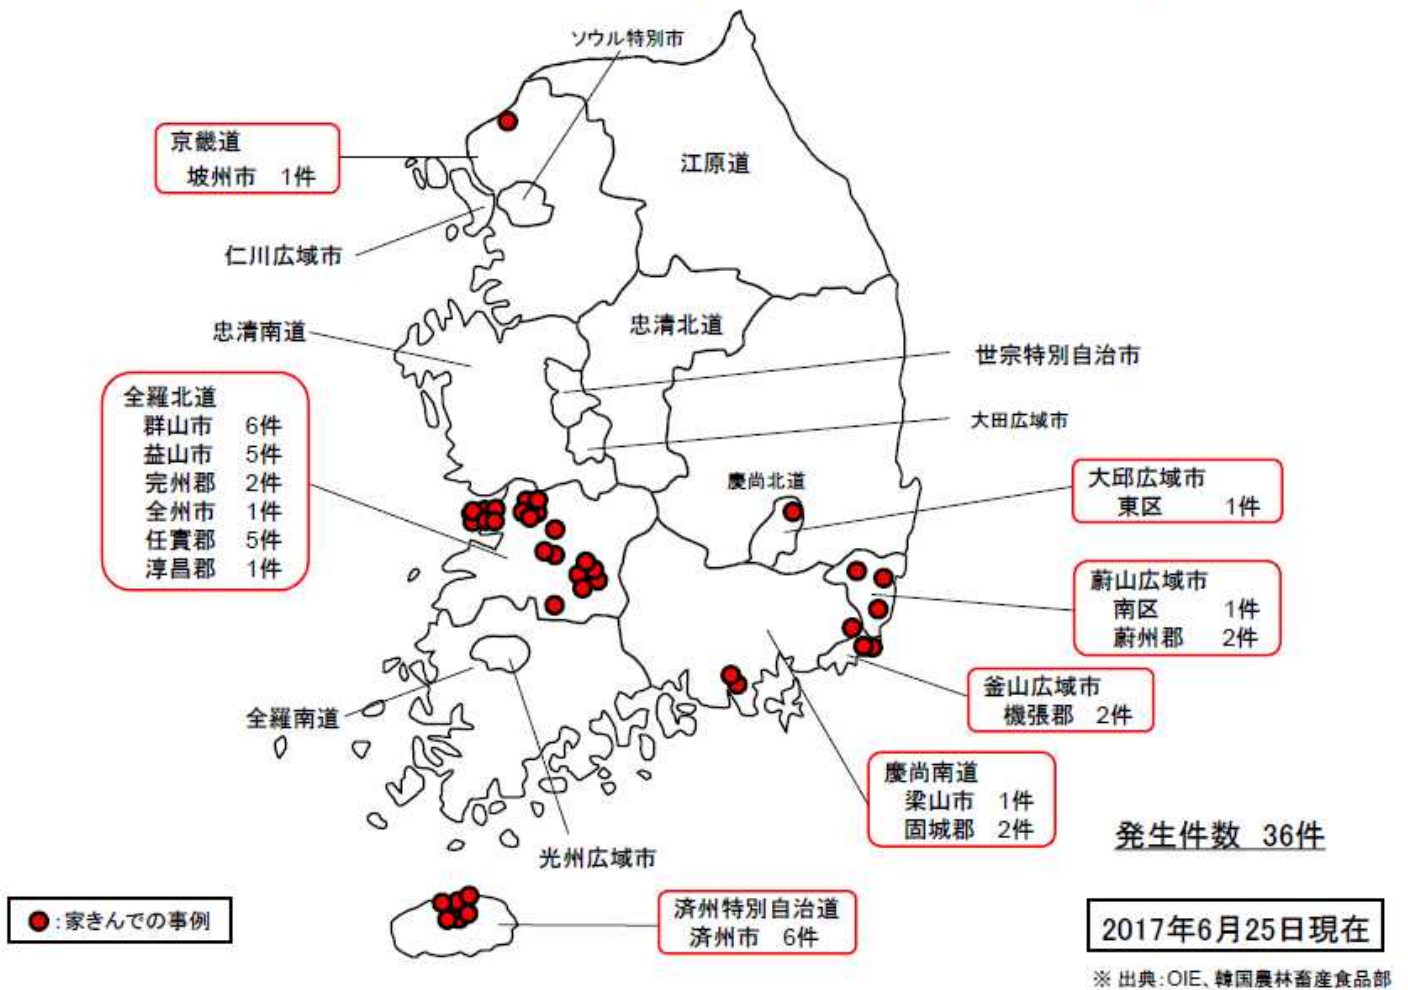 ソウル特別市
京畿道
坡州市 1件
江原道
仁川広域市
忠清南道
忠清北道
世宗特別自治市
大田広域市
全羅北道
群山市 6件
益山市 5件
完州郡 2件
全州市 1件
任實郡 5件
淳昌郡 1件
慶尚北道
大邱広域市
東区 1件
蔚山広域市
南区 1件
蔚州郡 2件
釜山広域市
機張郡 2件
全羅南道
慶尚南道
梁山市 1件
固城郡 2件
光州広域市
発生件数 36件
:家きんでの事例
済州特別自治道
済州市 6件
2017年6月25日現在
※ 出典:OIE、韓国農林畜産食品部